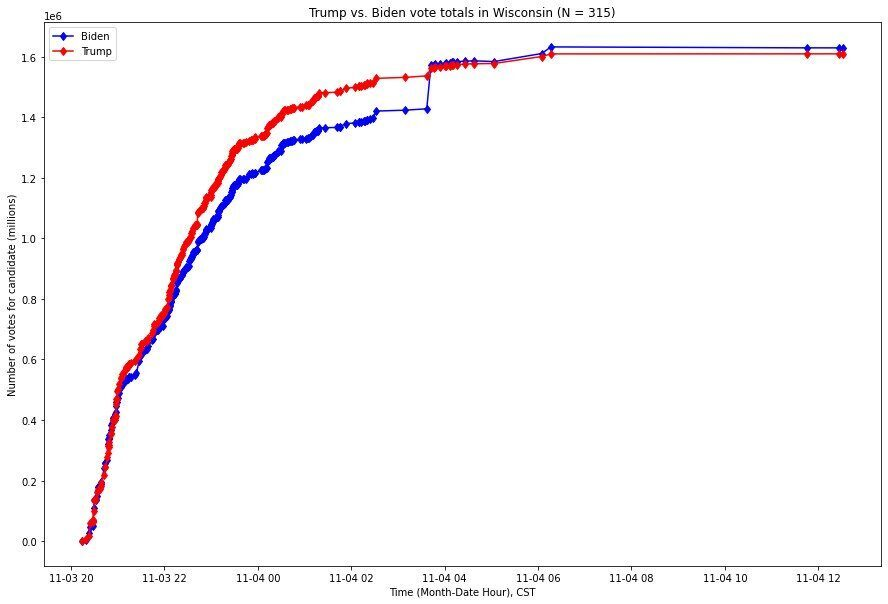 Trump vs. Biden vote totals in Wisconsin (N = 315)
1e6
Biden
Trump
1.6
1.4
1.2
1.0
0.8
0.6
0.4
0.2
0.0
Number of votes for candidate (millions)
11-03 20 11-03 22 11-04 00 11-04 02 11-04 04 11-04 06 11-04 08 11-04 10 11-04 12
Time (Month-Date Hour), CST